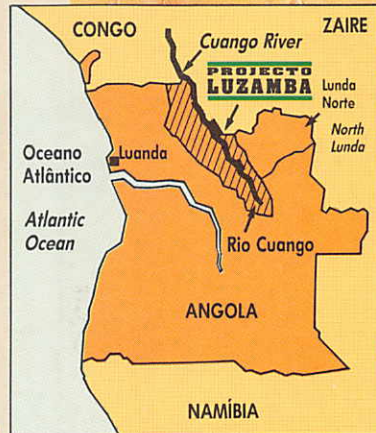 CONGO
ZAIRE
Cuango River
PROJECTO
LUZAMBA
Lunda
Norte
North
Lunda
Oceano
Atlântico
Luanda
Atlantic
Ocean
Rio Cuango
ANGOLA
NAMÍBIA